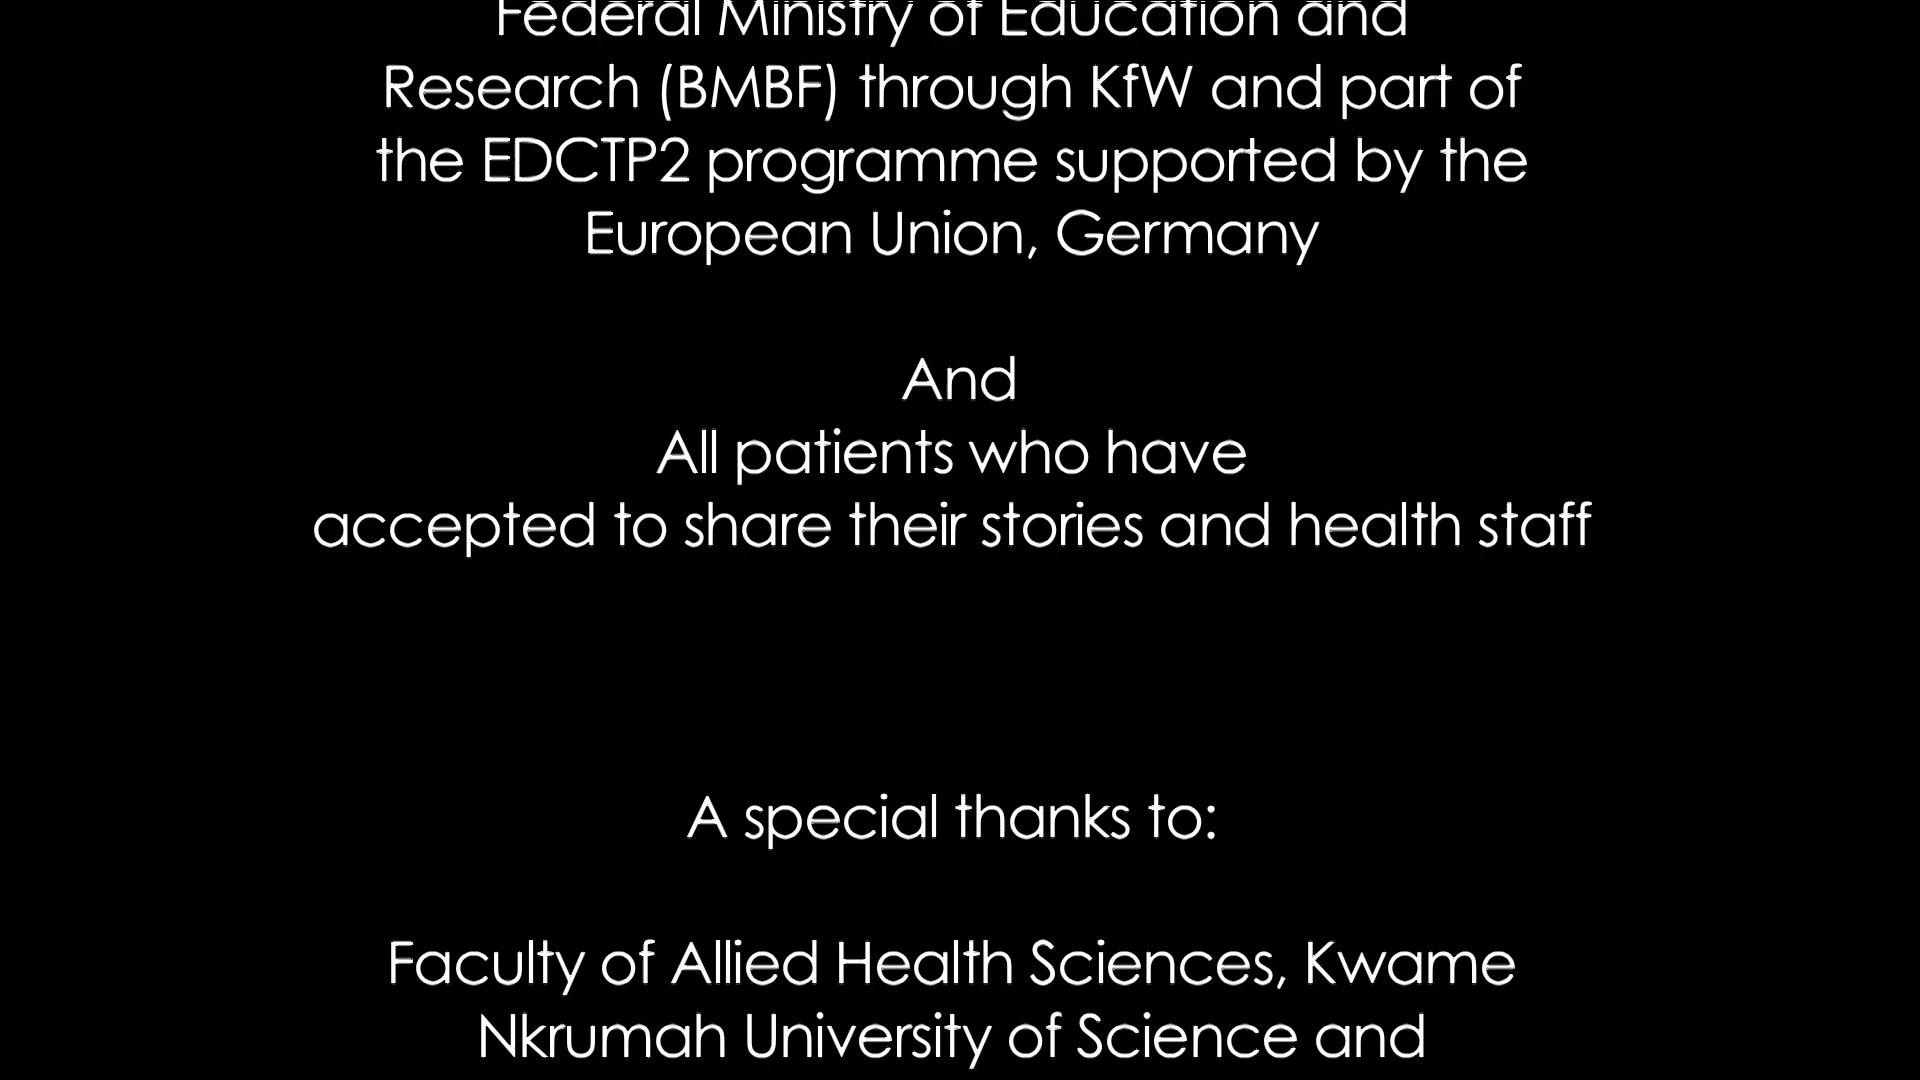 Federal Ministry of Education and
Research (BMBF) through KfW and part of
the EDCTP2 programme supported by the
European Union, Germany
And
All patients who have
accepted to share their stories and health staff
A special thanks to:
Faculty of Allied Health Sciences, Kwame
Nkrumah University of Science and